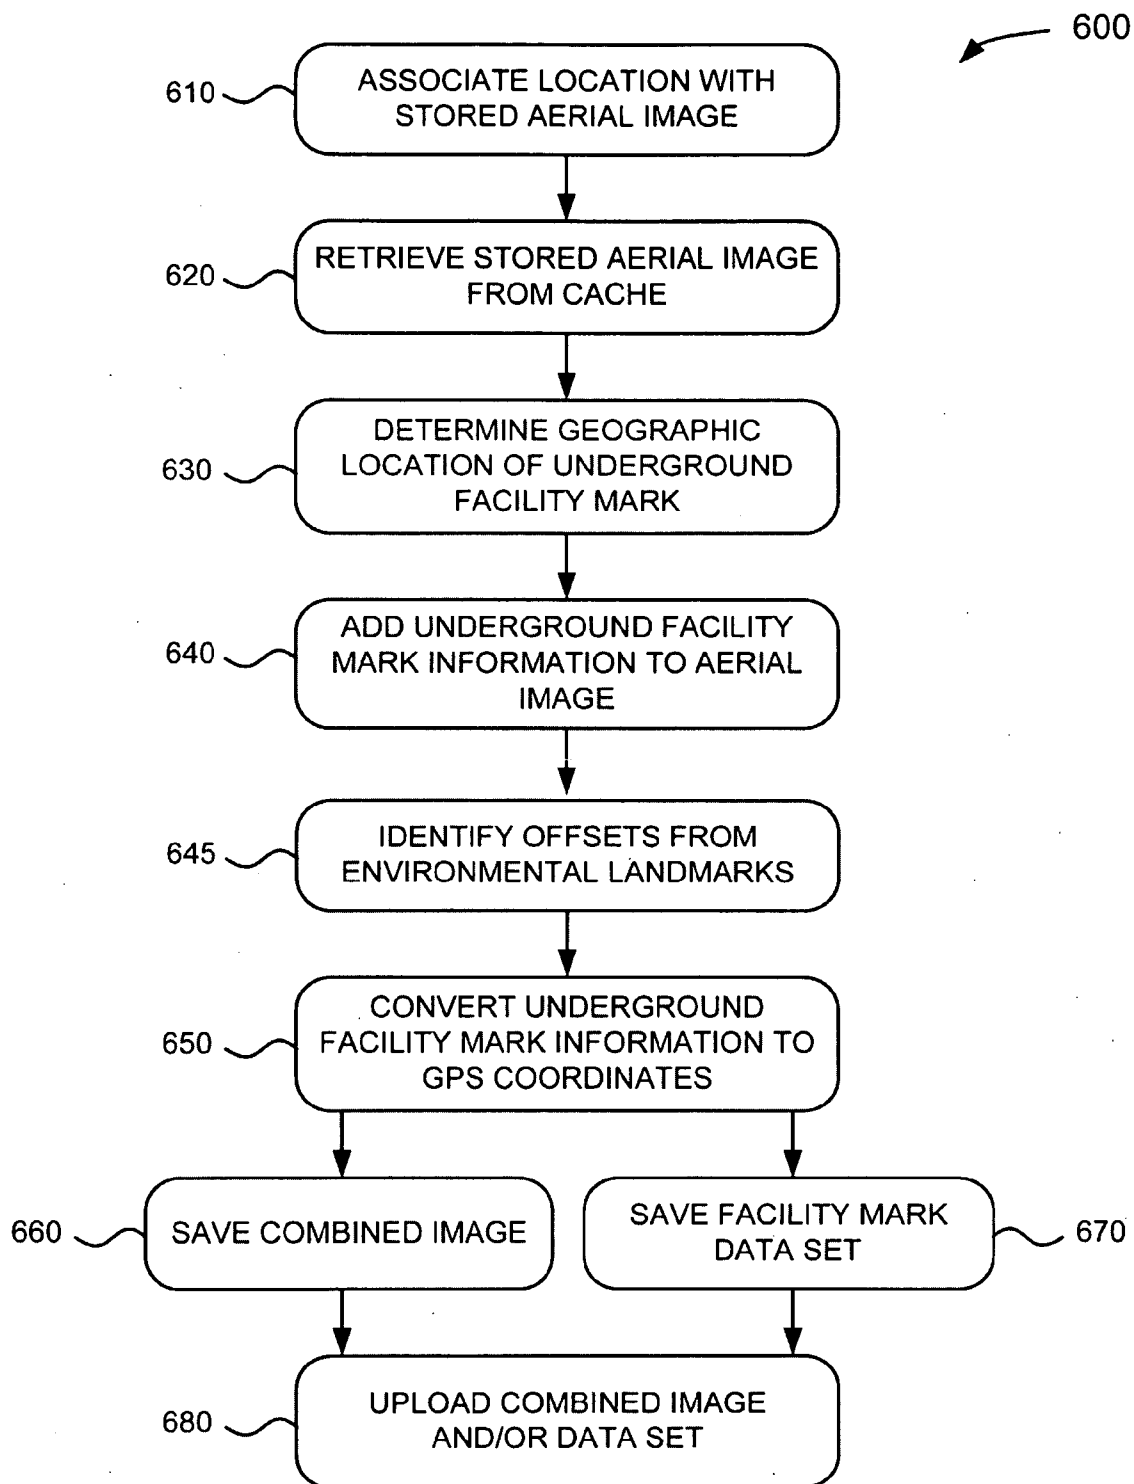 600
610
ASSOCIATE LOCATION WITH
STORED AERIAL IMAGE
620
RETRIEVE STORED AERIAL IMAGE
FROM CACHE
630
DETERMINE GEOGRAPHIC
LOCATION OF UNDERGROUND
FACILITY MARK
640
ADD UNDERGROUND FACILITY
MARK INFORMATION TO AERIAL
IMAGE
645
IDENTIFY OFFSETS FROM
ENVIRONMENTAL LANDMARKS
650
CONVERT UNDERGROUND
FACILITY MARK INFORMATION TO
GPS COORDINATES
660
SAVE COMBINED IMAGE
SAVE FACILITY MARK
DATA SET
670
680
UPLOAD COMBINED IMAGE
AND/OR DATA SET